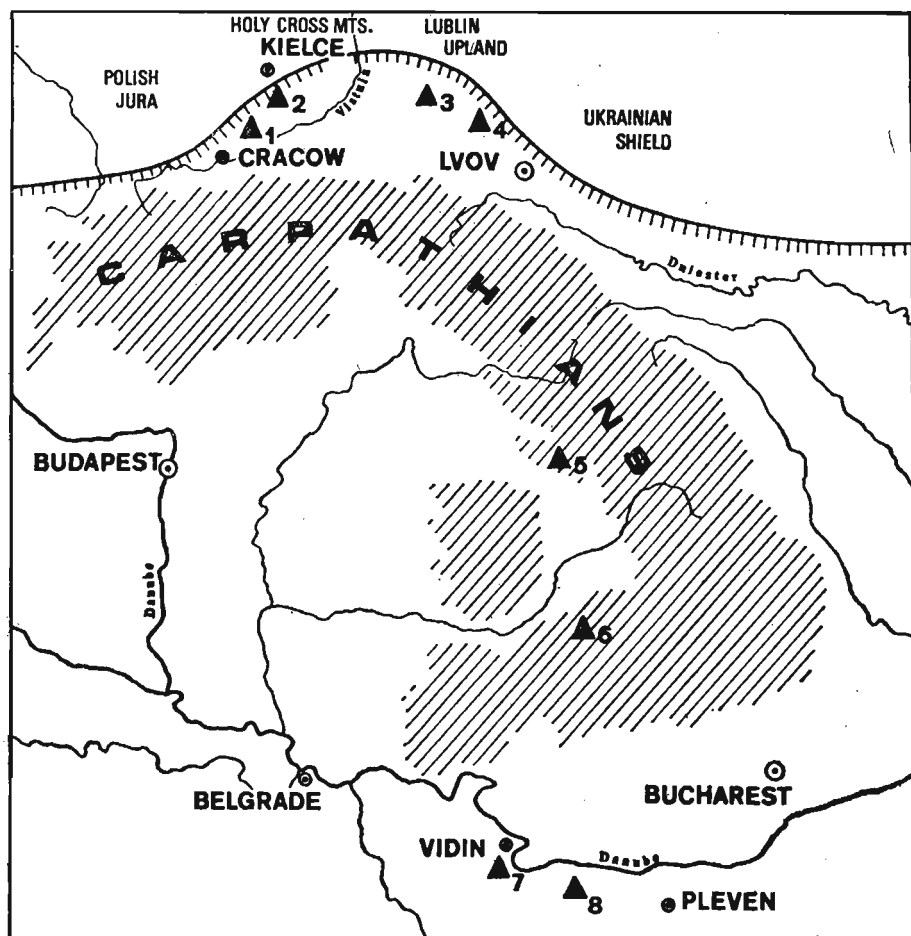 HOLY CROSS MTS.
LUBLIN
UPLAND
KIELCE
POLISH
JURA
Vistula
2
3
UKRAINIAN
SHIELD
1
4
CRACOW
LVOV
CARPATHIANS
Dniester
BUDAPEST
5
Danube
6
BELGRADE
BUCHAREST
VIDIN
Danube
7
8
PLEVEN